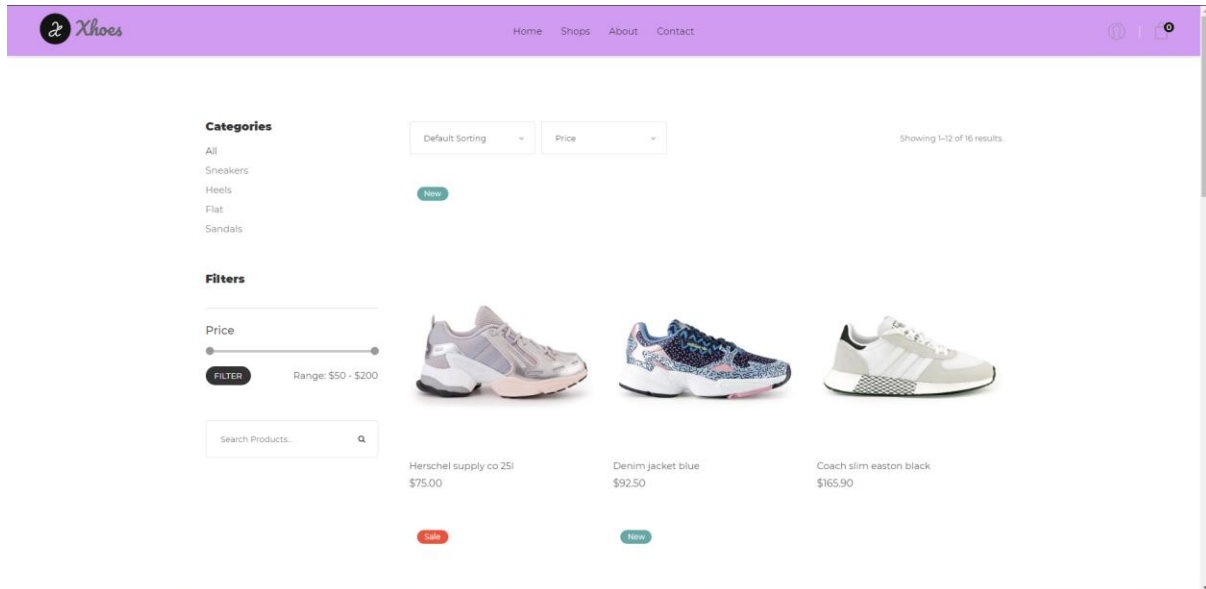 Xhoes
Home Shops About Contact
0
Categories
All
Sneakers
Heels
Flat
Sandals
Filters
Price
FILTER Range: $50 - $200
Search Products..
Default Sorting
Price
Showing 1–12 of 16 results
New
Herschel supply co 25l
$75.00
Denim jacket blue
$92.50
Coach slim easton black
$165.90
Sale
New